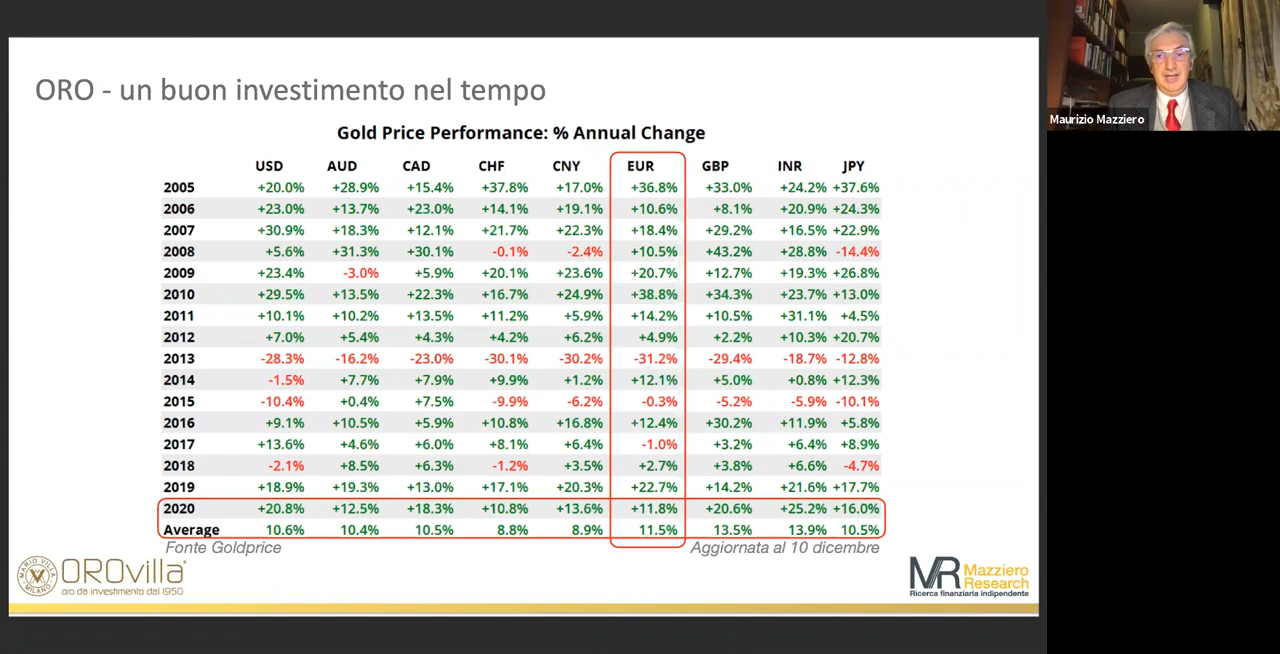 ORO - un buon investimento nel tempo
Maurizio Mazziero
Gold Price Performance: % Annual Change
USD AUD CAD CHF CNY EUR GBP INR JPY
2005 +20.0% +28.9% +15.4% +37.8% +17.0% +36.8% +33.0% +24.2% +37.6%
2006 +23.0% +13.7% +23.0% +14.1% +19.1% +10.6% +8.1% +20.9% +24.3%
2007 +30.9% +18.3% +12.1% +21.7% +22.3% +18.4% +29.2% +16.5% +22.9%
2008 +5.6% +31.3% +30.1% -0.1% -2.4% +10.5% +43.2% +28.8% -14.4%
2009 +23.4% -3.0% +5.9% +20.1% +23.6% +20.7% +12.7% +19.3% +26.8%
2010 +29.5% +13.5% +22.3% +16.7% +24.9% +38.8% +34.3% +23.7% +13.0%
2011 +10.1% +10.2% +13.5% +11.2% +5.9% +14.2% +10.5% +31.1% +4.5%
2012 +7.0% +5.4% +4.3% +4.2% +6.2% +4.9% +2.2% +10.3% +20.7%
2013 -28.3% -16.2% -23.0% -30.1% -30.2% -31.2% -29.4% -18.7% -12.8%
2014 -1.5% +7.7% +7.9% +9.9% +1.2% +12.1% +5.0% +0.8% +12.3%
2015 -10.4% +0.4% +7.5% -9.9% -6.2% -0.3% -5.2% -5.9% -10.1%
2016 +9.1% +10.5% +5.9% +10.8% +16.8% +12.4% +30.2% +11.9% +5.8%
2017 +13.6% +4.6% +6.0% +8.1% +6.4% -1.0% +3.2% +6.4% +8.9%
2018 -2.1% +8.5% +6.3% -1.2% +3.5% +2.7% +3.8% +6.6% -4.7%
2019 +18.9% +19.3% +13.0% +17.1% +20.3% +22.7% +14.2% +21.6% +17.7%
2020 +20.8% +12.5% +18.3% +10.8% +13.6% +11.8% +20.6% +25.2% +16.0%
Average 10.6% 10.4% 10.5% 8.8% 8.9% 11.5% 13.5% 13.9% 10.5%
Fonte Goldprice
Aggiornata al 10 dicembre
MARIO VILLA
MILANO
OROvilla
oro da investimento dal 1950
MR Mazziero
Research
Ricerca finanziaria indipendente